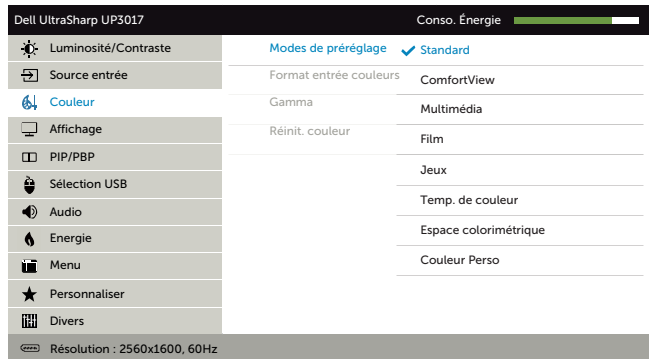 Dell UltraSharp UP3017 Conso. Énergie
Luminosité/Contraste Modes de préréglage Standard
Source entrée Format entrée couleurs ComfortView
Couleur Gamma Multimédia
Affichage Réinit. couleur Film
PIP/PBP Jeux
Sélection USB Temp. de couleur
Audio Espace colorimétrique
Energie Couleur Perso
Menu
Personnaliser
Divers
Résolution : 2560x1600, 60Hz